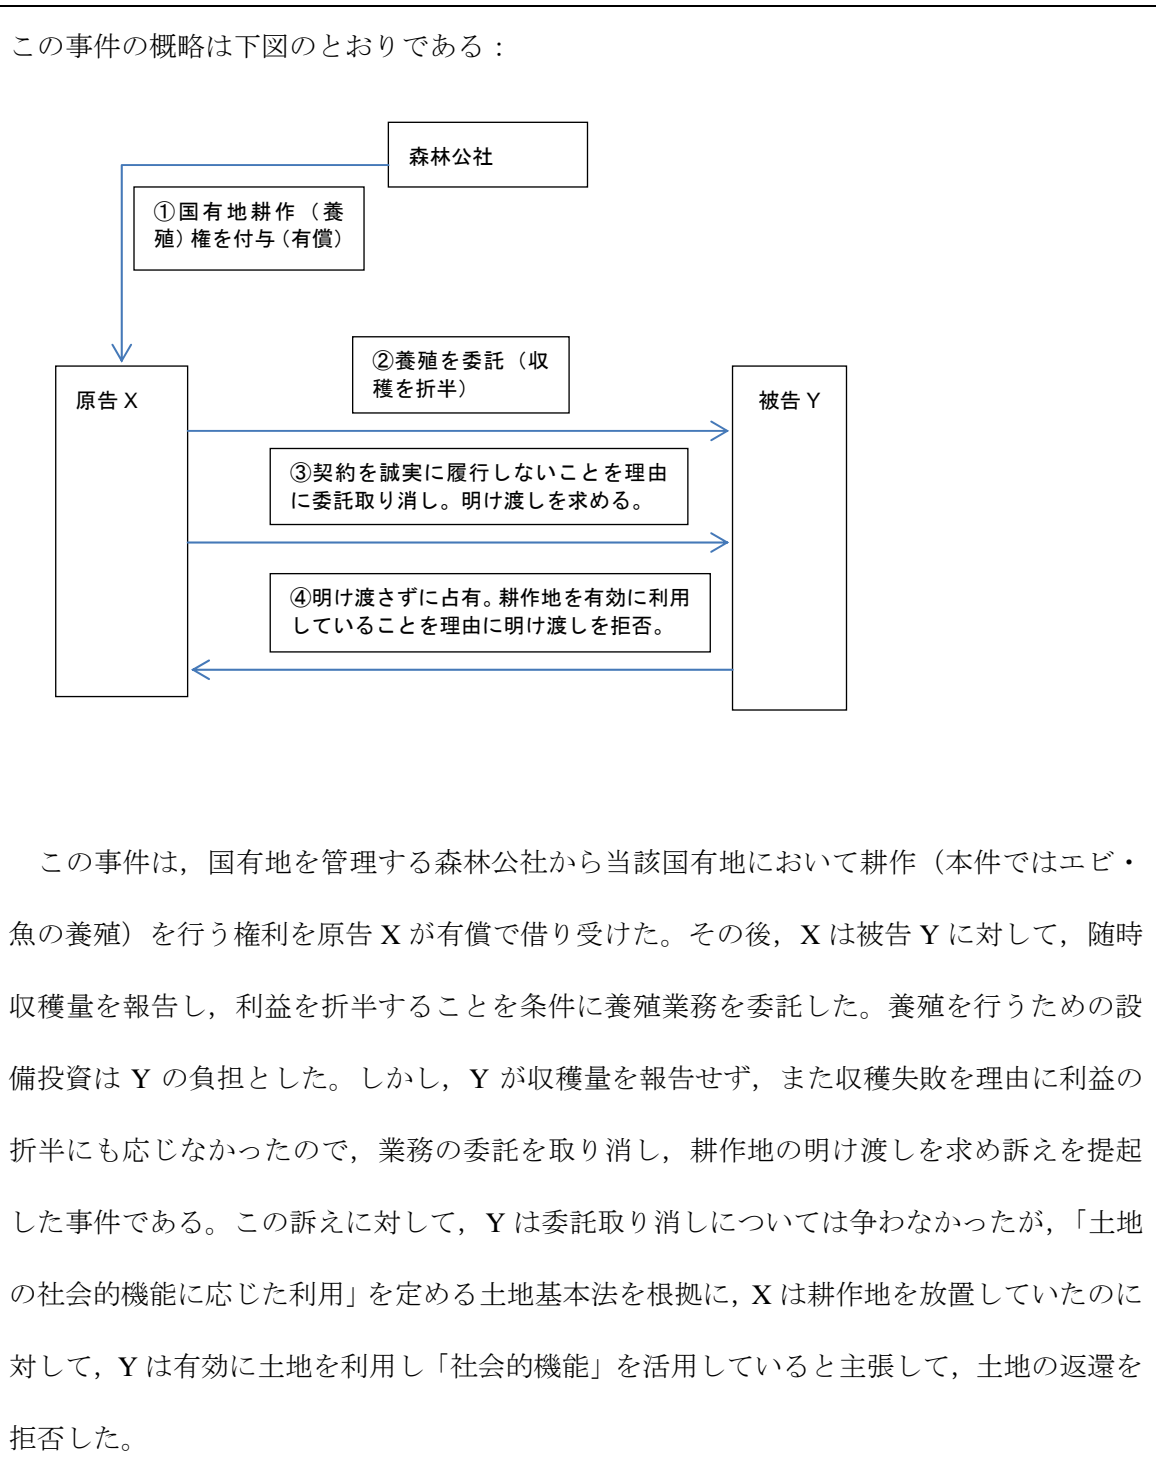 この事件の概略は下図のとおりである：
森林公社
①国有地耕作（養
殖）権を付与（有償）
②養殖を委託（収
穫を折半）
原告 X
被告 Y
③契約を誠実に履行しないことを理由
に委託取り消し。明け渡しを求める。
④明け渡さずに占有。耕作地を有効に利用
していることを理由に明け渡しを拒否。
この事件は，国有地を管理する森林公社から当該国有地において耕作（本件ではエビ・
魚の養殖）を行う権利を原告 X が有償で借り受けた。その後，X は被告 Y に対して，随時
収穫量を報告し，利益を折半することを条件に養殖業務を委託した。養殖を行うための設
備投資は Y の負担とした。しかし，Y が収穫量を報告せず，また収穫失敗を理由に利益の
折半にも応じなかったので，業務の委託を取り消し，耕作地の明け渡しを求め訴えを提起
した事件である。この訴えに対して，Y は委託取り消しについては争わなかったが，「土地
の社会的機能に応じた利用」を定める土地基本法を根拠に，X は耕作地を放置していたのに
対して，Y は有効に土地を利用し「社会的機能」を活用していると主張して，土地の返還を
拒否した。